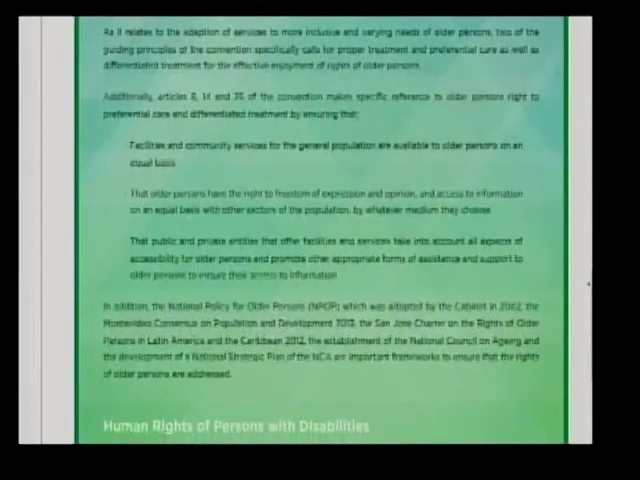 As it relates to the adaption of services to more inclusive and varying needs of older persons, two of the
guiding principles of the convention specifically calls for proper treatment and preferential care as well as
differentiated treatment for the effective enjoyment of rights of older persons.
Additionally, articles 8, 14 and 26 of the convention makes specific reference to older persons right to
preferential care and differentiated treatment by ensuring that:
Facilities and community services for the general population are available to older persons on an
equal basis
That older persons have the right to freedom of expression and opinion, and access to information
on an equal basis with other sectors of the population, by whatever medium they choose
That public and private entities that offer facilities and services take into account all aspects of
accessibility for older persons and promote other appropriate forms of assistance and support to
older persons to ensure their access to information
In addition, the National Policy for Older Persons (NPOP) which was adopted by the Cabinet in 2002, the
Montevideo Consensus on Population and Development 2013, the San Jose Charter on the Rights of Older
Persons in Latin America and the Caribbean 2012, the establishment of the National Council on Ageing and
the development of a National Strategic Plan of the NCA are important frameworks to ensure that the rights
of older persons are addressed.
Human Rights of Persons with Disabilities